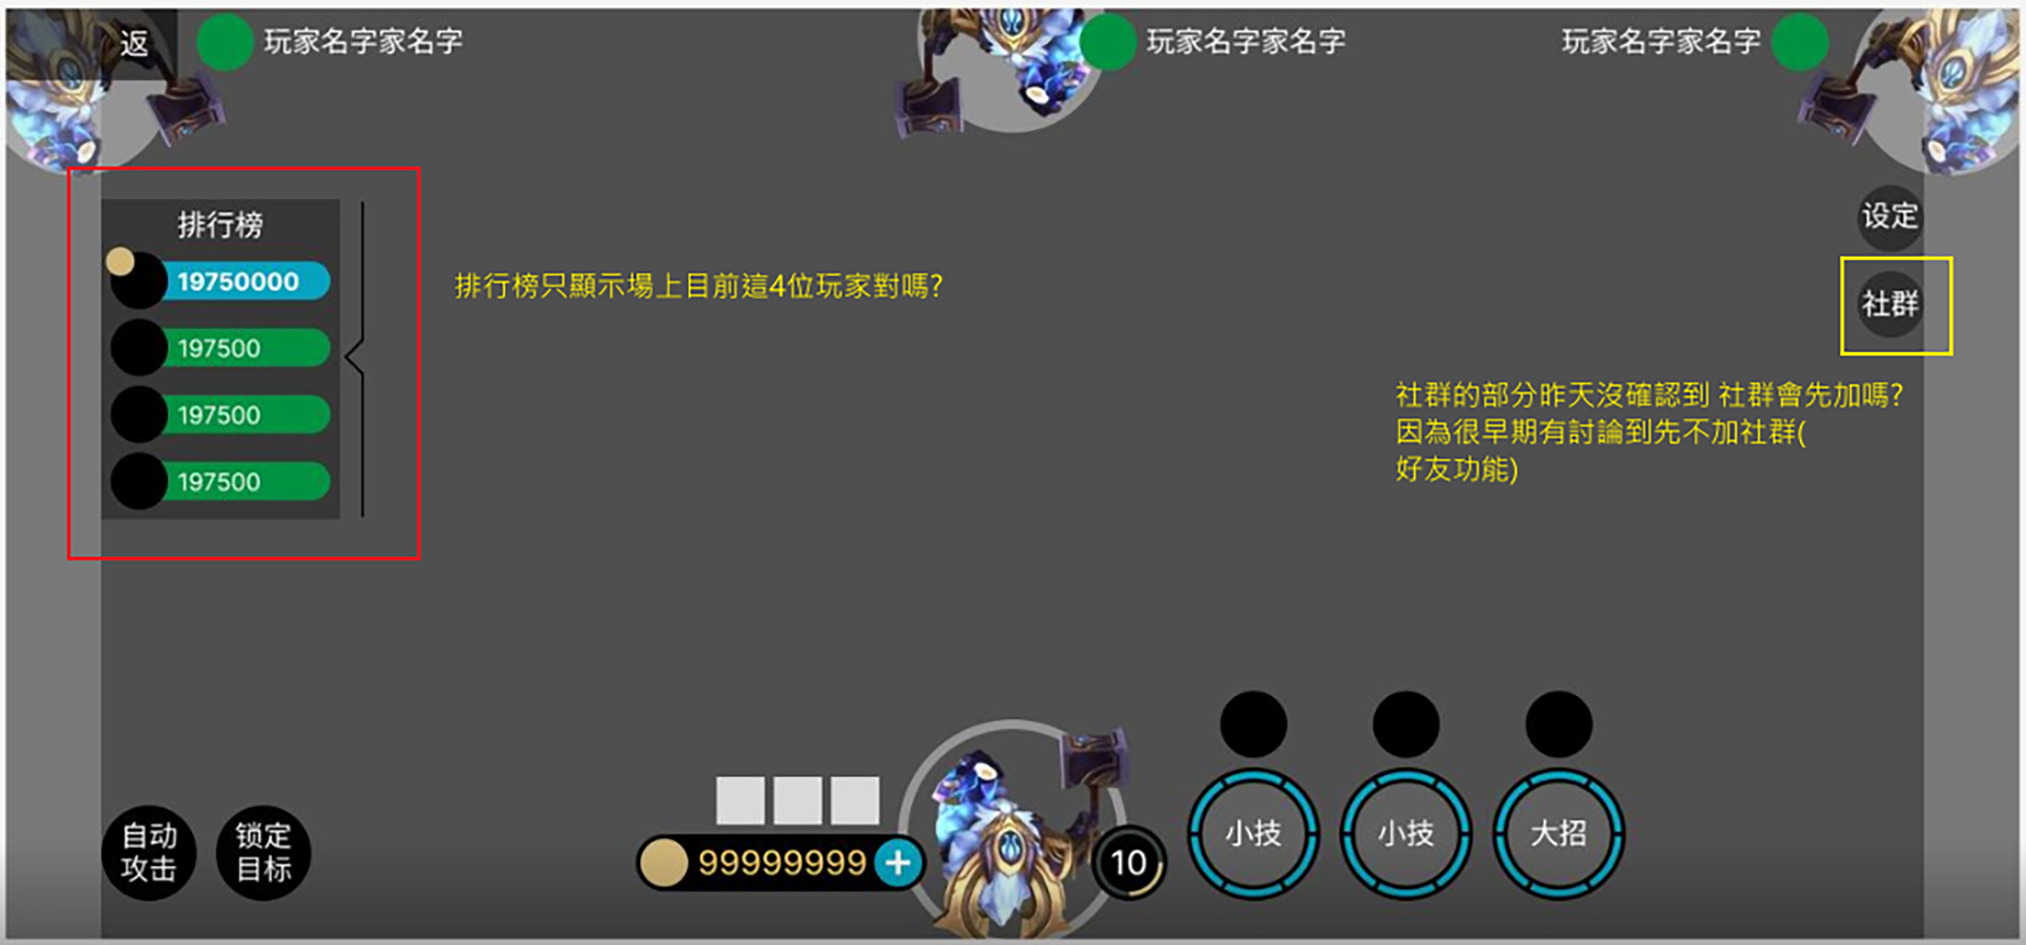 返
玩家名字家名字
玩家名字家名字
玩家名字家名字
排行榜
19750000
197500
197500
197500
排行榜只顯示場上目前這4位玩家對嗎?
设定
社群
社群的部分昨天沒確認到 社群會先加嗎?
因為很早期有討論到先不加社群(
好友功能)
自动
攻击
锁定
目标
99999999
+
10
小技
小技
大招